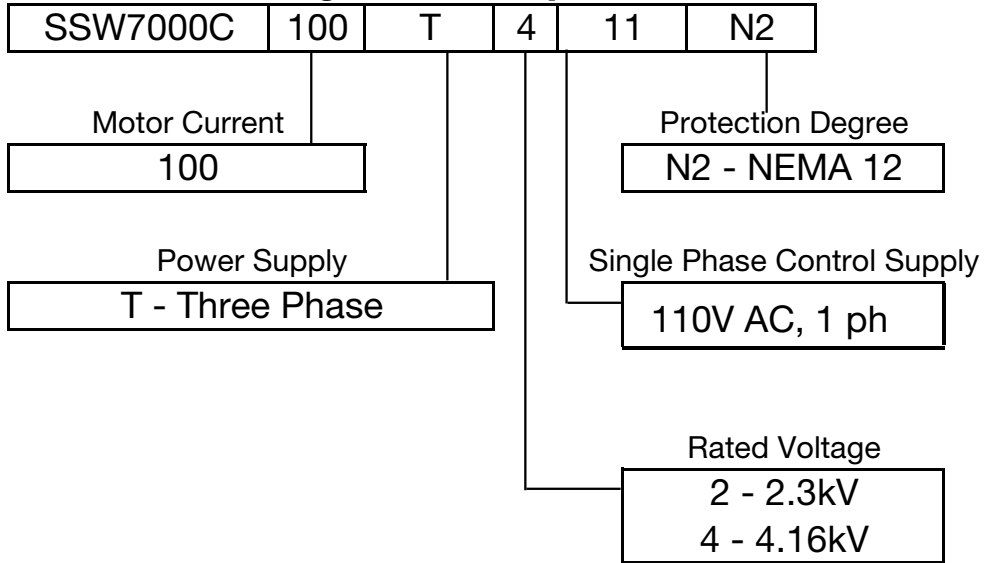 SSW7000C 100 T 4 11 N2
Motor Current
100
Protection Degree
N2 - NEMA 12
Power Supply
T - Three Phase
Single Phase Control Supply
110V AC, 1 ph
Rated Voltage
2 - 2.3kV
4 - 4.16kV